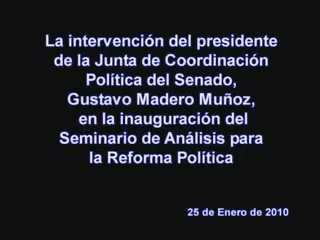 La intervención del presidente
de la Junta de Coordinación
Política del Senado,
Gustavo Madero Muñoz,
en la inauguración del
Seminario de Análisis para
la Reforma Política
25 de Enero de 2010